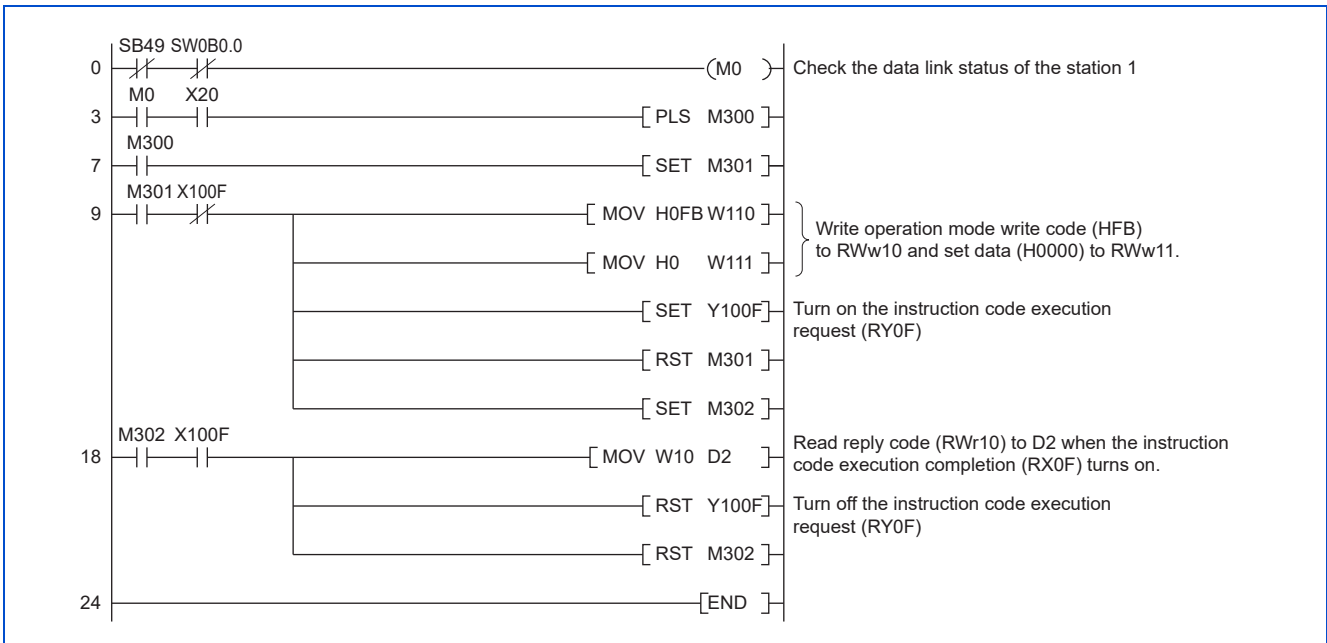 SB49 SW0B0.0
0 (M0 ) Check the data link status of the station 1
M0 X20
3 [ PLS M300 ]
M300
7 [ SET M301 ]
M301 X100F
9 [ MOV H0FB W110 ]
Write operation mode write code (HFB)
to RWw10 and set data (H0000) to RWw11.
[ MOV H0 W111 ]
[ SET Y100F ] Turn on the instruction code execution
request (RY0F)
[ RST M301 ]
[ SET M302 ]
M302 X100F
18 [ MOV W10 D2 ] Read reply code (RWr10) to D2 when the instruction
code execution completion (RX0F) turns on.
[ RST Y100F ] Turn off the instruction code execution
request (RY0F)
[ RST M302 ]
24 [ END ]